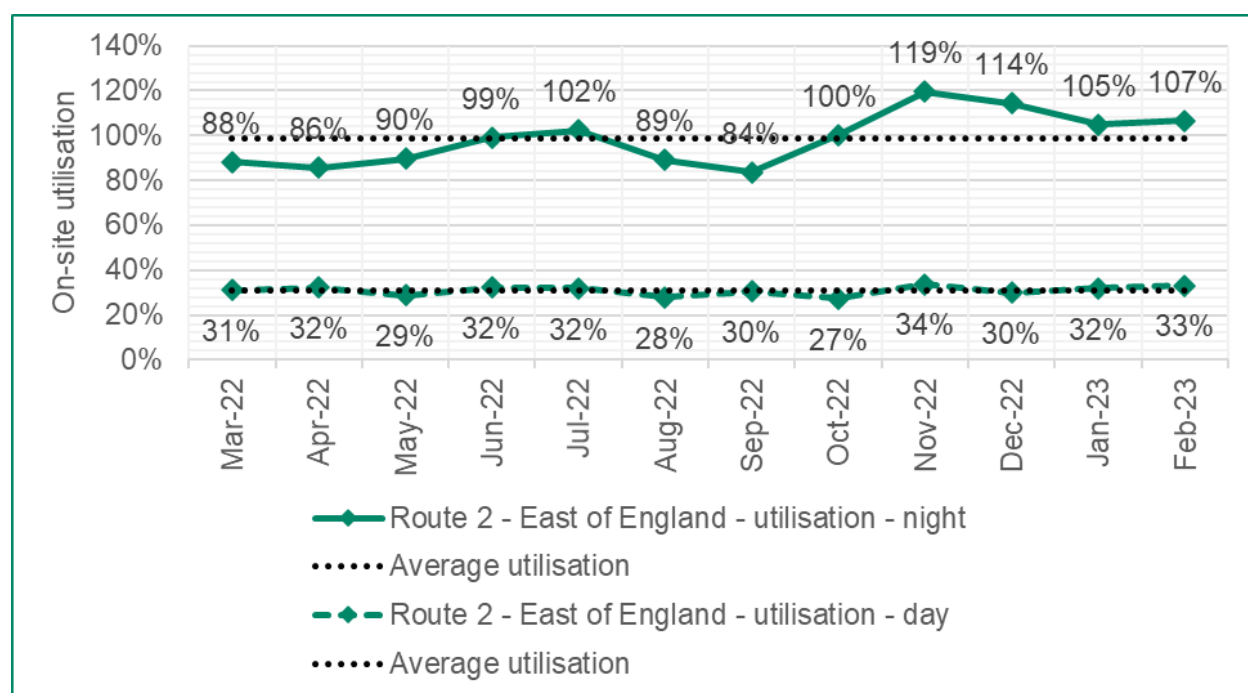 On-site utilisation
140%
120%
100%
80%
60%
40%
20%
0%
88% 86% 90% 99% 102% 89% 84% 100% 119% 114% 105% 107%
31% 32% 29% 32% 32% 28% 30% 27% 34% 30% 32% 33%
Mar-22 Apr-22 May-22 Jun-22 Jul-22 Aug-22 Sep-22 Oct-22 Nov-22 Dec-22 Jan-23 Feb-23
Route 2 - East of England - utilisation - night
Average utilisation
Route 2 - East of England - utilisation - day
Average utilisation